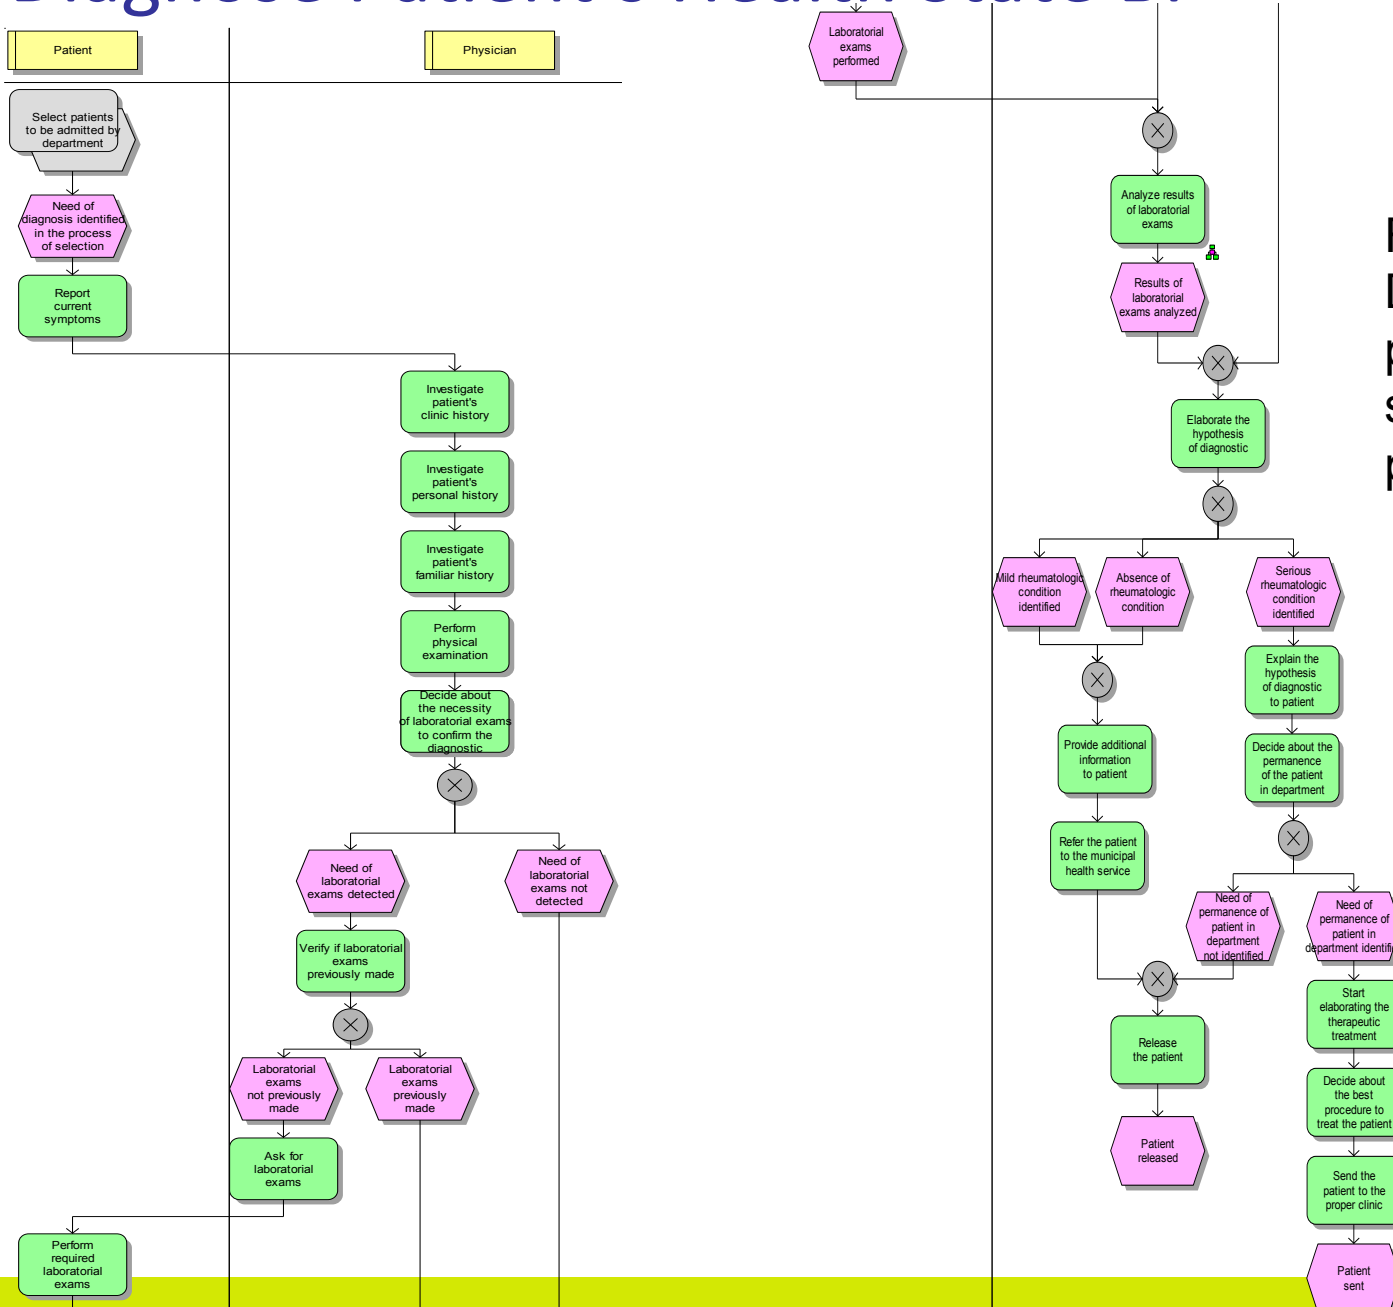 Patient
Physician
Select patients
to be admitted by
department
Need of
diagnosis identified
in the process
of selection
Report
current
symptoms
Investigate
patient's
clinic history
Investigate
patient's
personal history
Investigate
patient's
familiar history
Perform
physical
examination
Decide about
the necessity
of laboratorial exams
to confirm the
diagnostic
Need of
laboratorial
exams detected
Need of
laboratorial
exams not
detected
Verify if laboratorial
exams
previously made
Laboratorial
exams
not previously
made
Laboratorial
exams
previously
made
Ask for
laboratorial
exams
Perform
required
laboratorial
exams
Laboratorial
exams
performed
Analyze results
of laboratorial
exams
Results of
laboratorial
exams analyzed
Elaborate the
hypothesis
of diagnostic
Mild rheumatologic
condition
identified
Absence of
rheumatologic
condition
Serious
rheumatologic
condition
identified
Explain the
hypothesis
of diagnostic
to patient
Provide additional
information
to patient
Decide about the
permanence
of the patient
in department
Refer the patient
to the municipal
health service
Need of
permanence of
patient in
department
not identified
Need of
permanence of
patient in
department
Start
elaborating the
therapeutic
treatment
Release
the patient
Decide about
the best
procedure to
treat the patient
Patient
released
Send the
patient to the
proper clinic
Patient
sent